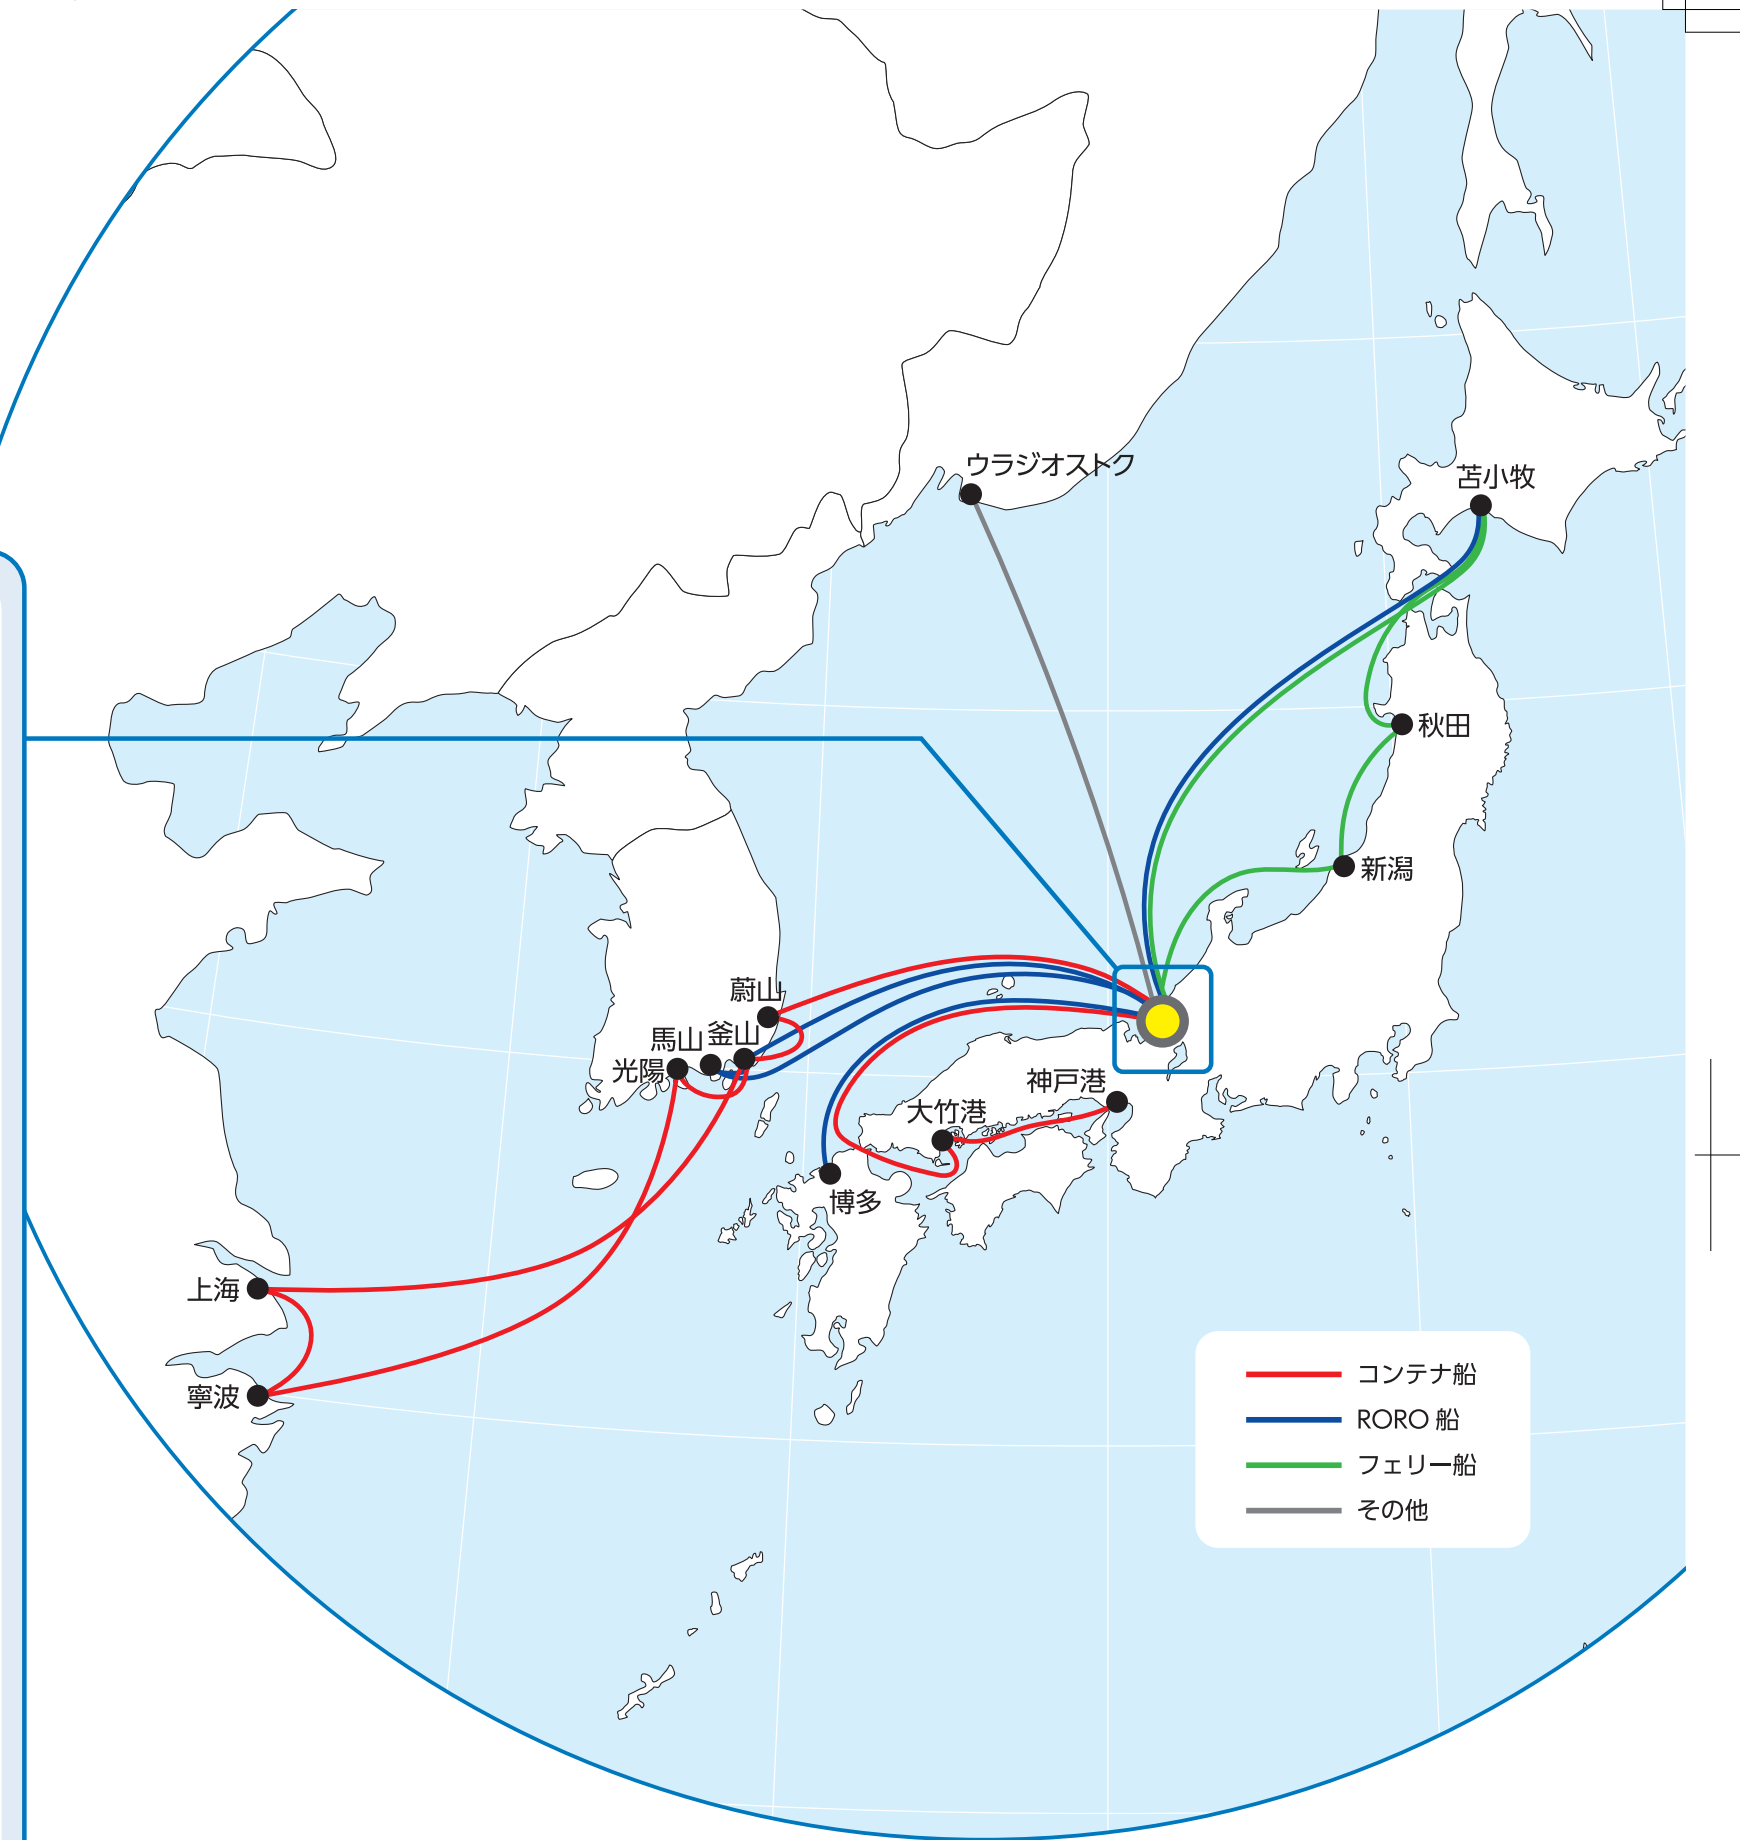 ウラジオストク
苫小牧
秋田
新潟
蔚山
馬山
釜山
光陽
神戸港
大竹港
博多
上海
寧波
コンテナ船
RORO 船
フェリー船
その他